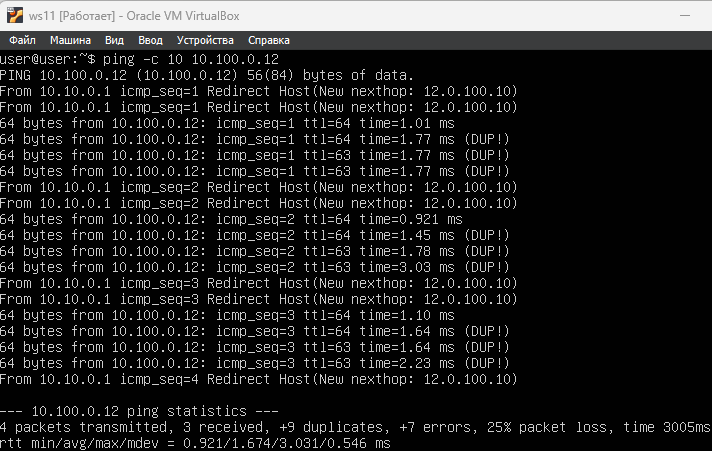 ws11 [Работает] - Oracle VM VirtualBox
Файл Машина Вид Ввод Устройства Справка
user@user:~$ ping -c 10 10.100.0.12
PING 10.100.0.12 (10.100.0.12) 56(84) bytes of data.
From 10.10.0.1 icmp_seq=1 Redirect Host(New nexthop: 12.0.100.10)
From 10.10.0.1 icmp_seq=1 Redirect Host(New nexthop: 12.0.100.10)
64 bytes from 10.100.0.12: icmp_seq=1 ttl=64 time=1.01 ms
64 bytes from 10.100.0.12: icmp_seq=1 ttl=64 time=1.77 ms (DUP!)
64 bytes from 10.100.0.12: icmp_seq=1 ttl=63 time=1.77 ms (DUP!)
64 bytes from 10.100.0.12: icmp_seq=1 ttl=63 time=1.77 ms (DUP!)
From 10.10.0.1 icmp_seq=2 Redirect Host(New nexthop: 12.0.100.10)
From 10.10.0.1 icmp_seq=2 Redirect Host(New nexthop: 12.0.100.10)
64 bytes from 10.100.0.12: icmp_seq=2 ttl=64 time=0.921 ms
64 bytes from 10.100.0.12: icmp_seq=2 ttl=64 time=1.45 ms (DUP!)
64 bytes from 10.100.0.12: icmp_seq=2 ttl=63 time=1.78 ms (DUP!)
64 bytes from 10.100.0.12: icmp_seq=2 ttl=63 time=3.03 ms (DUP!)
From 10.10.0.1 icmp_seq=3 Redirect Host(New nexthop: 12.0.100.10)
From 10.10.0.1 icmp_seq=3 Redirect Host(New nexthop: 12.0.100.10)
64 bytes from 10.100.0.12: icmp_seq=3 ttl=64 time=1.10 ms
64 bytes from 10.100.0.12: icmp_seq=3 ttl=64 time=1.64 ms (DUP!)
64 bytes from 10.100.0.12: icmp_seq=3 ttl=63 time=1.64 ms (DUP!)
64 bytes from 10.100.0.12: icmp_seq=3 ttl=63 time=2.23 ms (DUP!)
From 10.10.0.1 icmp_seq=4 Redirect Host(New nexthop: 12.0.100.10)
--- 10.100.0.12 ping statistics ---
4 packets transmitted, 3 received, +9 duplicates, +7 errors, 25% packet loss, time 3005ms
rtt min/avg/max/mdev = 0.921/1.674/3.031/0.546 ms